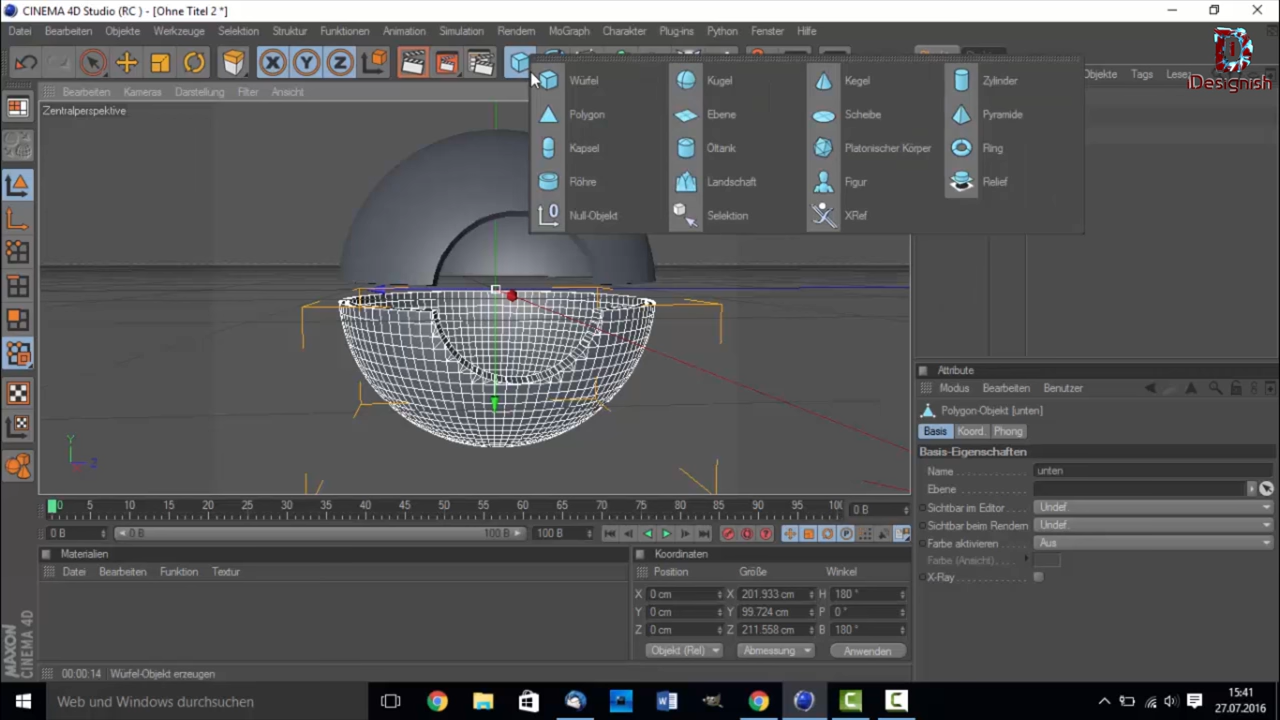 CINEMA 4D Studio (RC ) - [Ohne Titel 2 *]
Datei Bearbeiten Objekte Werkzeuge Selektion Struktur Funktionen Animation Simulation Rendern MoGraph Charakter Plug-ins Python Fenster Hilfe
iDesignish
Objekte Tags Lese
Bearbeiten Kameras Darstellung Filter Ansicht
Zentralperspektive
Würfel Kugel Kegel Zylinder
Polygon Ebene Scheibe Pyramide
Kapsel Öltank Platonischer Körper Ring
Röhre Landschaft Figur Relief
Null-Objekt Selektion XRef
Attribute
Modus Bearbeiten Benutzer
Polygon-Objekt [unten]
Basis Koord. Phong
Basis-Eigenschaften
Name unten
Ebene
Sichtbar im Editor Undef
Sichtbar beim Rendern Undef
Farbe aktivieren Aus
Farbe (Ansicht)
X-Ray
Y
Z
0 5 10 15 20 25 30 35 40 45 50 55 60 65 70 75 80 85 90 95 100 0 B
0 B 0 B 100 B 100 B
Materialien
Datei Bearbeiten Funktion Textur
Koordinaten
Position Größe Winkel
X 0 cm X 201.933 cm H 180 °
Y 0 cm Y 99.724 cm P 0 °
Z 0 cm Z 211.558 cm B 180 °
Objekt (Rel) Abmessung Anwenden
MAXON
CINEMA 4D
00:00:14 Würfel-Objekt erzeugen
Web und Windows durchsuchen
15:41
27.07.2016